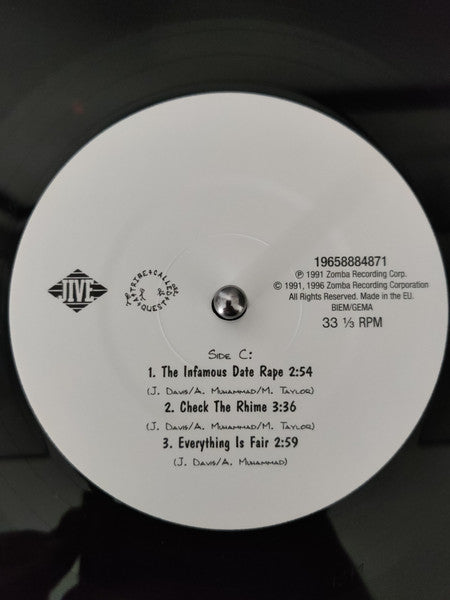 JIVE
A TRIBE CALLED QUEST
19658884871
℗ 1991 Zomba Recording Corp.
© 1991, 1996 Zomba Recording Corporation
All Rights Reserved. Made in the EU.
BIEM/GEMA
33 ⅓ RPM
Side C:
1. The Infamous Date Rape 2:54
(J. Davis/A. Muhammad/M. Taylor)
2. Check The Rhime 3:36
(J. Davis/A. Muhammad/M. Taylor)
3. Everything Is Fair 2:59
(J. Davis/A. Muhammad)